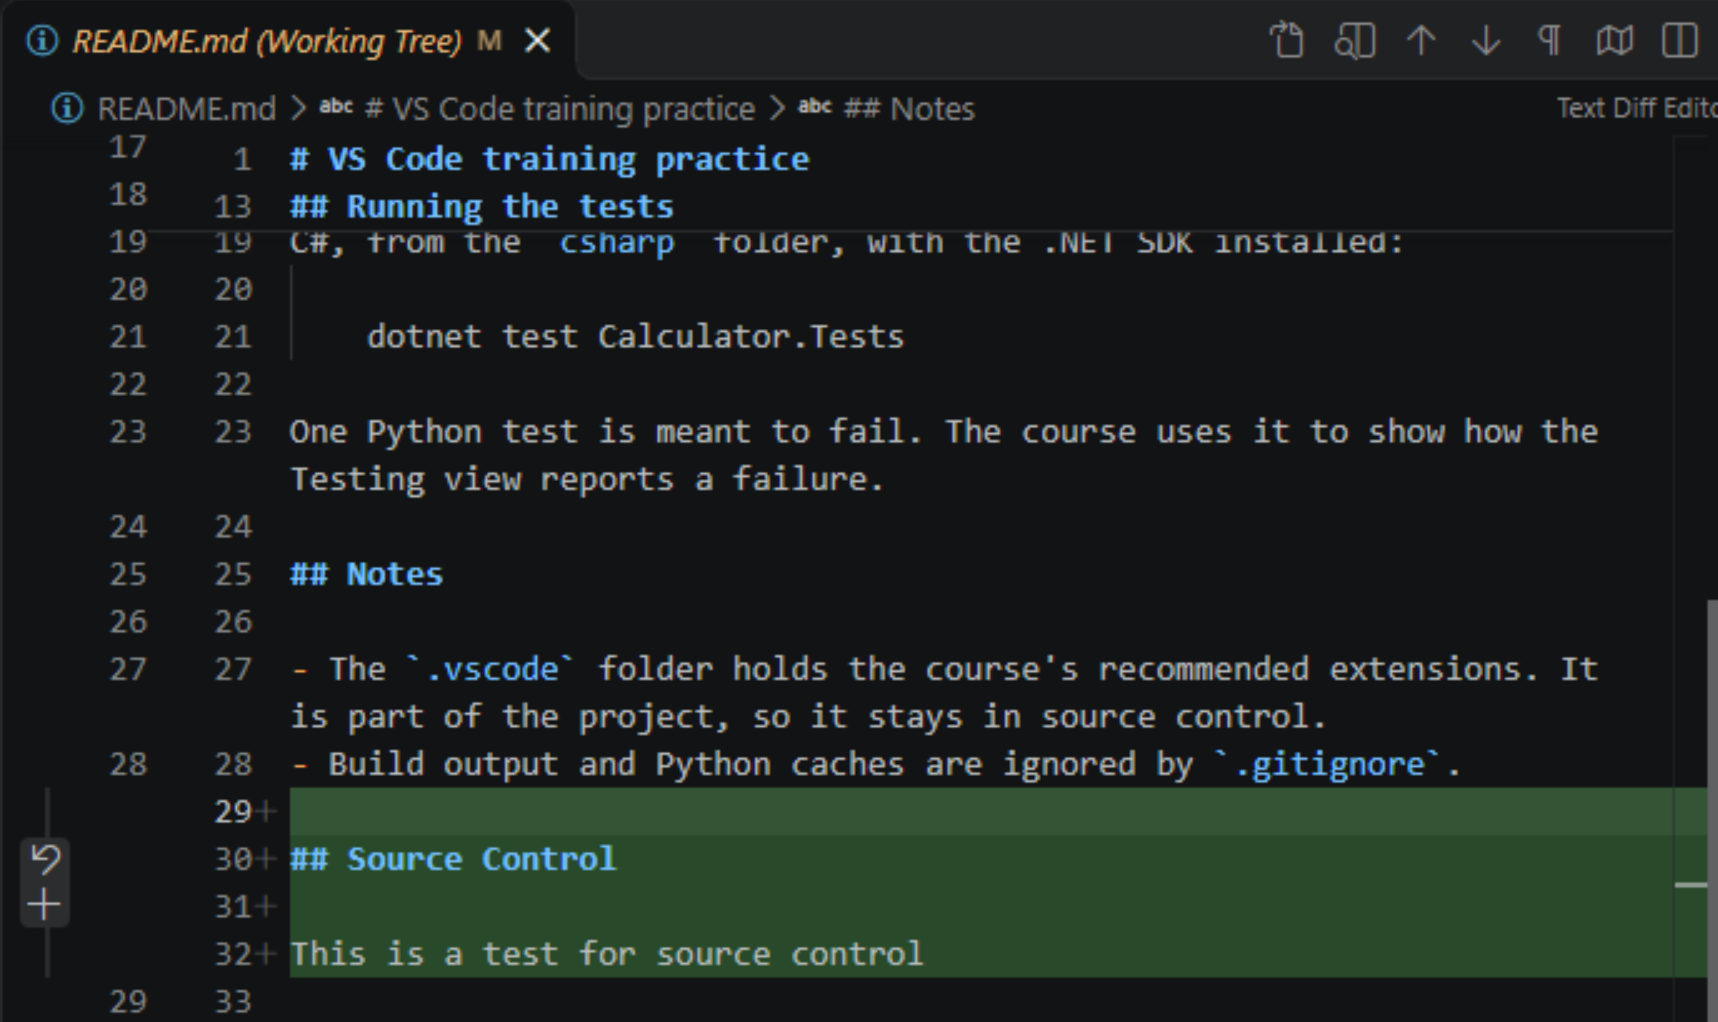 README.md (Working Tree) M
README.md > abc # VS Code training practice > abc ## Notes Text Diff Edito
17
1 # VS Code training practice
18
13 ## Running the tests
19 19 C#, from the `csharp` folder, with the .NET SDK installed:
20 20
21 21 dotnet test Calculator.Tests
22 22
23 23 One Python test is meant to fail. The course uses it to show how the
Testing view reports a failure.
24 24
25 25 ## Notes
26 26
27 27 - The `.vscode` folder holds the course's recommended extensions. It
is part of the project, so it stays in source control.
28 28 - Build output and Python caches are ignored by `.gitignore`.
29+
30+ ## Source Control
31+
32+ This is a test for source control
29 33